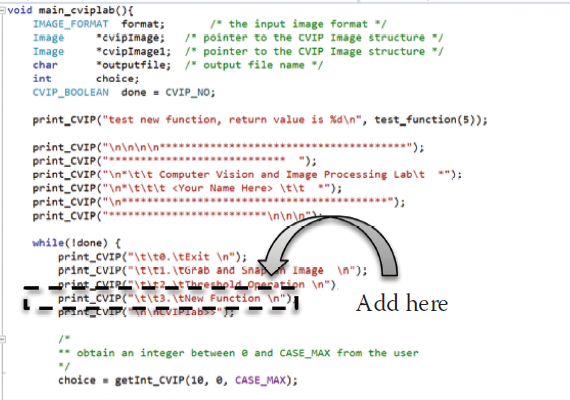 void main_cviplab(){
IMAGE_FORMAT format; /* the input image format */
Image *cvipImage; /* pointer to the CVIP Image structure */
Image *cvipImage1; /* pointer to the CVIP Image structure */
char *outputfile; /* output file name */
int choice;
CVIP_BOOLEAN done = CVIP_NO;
print_CVIP("test new function, return value is %d\n", test_function(5));
print_CVIP("\n\n\n\n***************************************");
print_CVIP("**************************** ");
print_CVIP("\n*\t\t Computer Vision and Image Processing Lab\t *");
print_CVIP("\n*\t\t\t <Your Name Here> \t\t *");
print_CVIP("\n******************************************");
print_CVIP("*************************\n\n\n");
while(!done) {
print_CVIP("\t\t0.\tExit \n");
print_CVIP("\t\t1.\tGrab and Snap an Image \n");
print_CVIP("\t\t2.\tThreshold Operation \n")
print_CVIP("\t\t3.\tNew Function \n")
print_CVIP("\n\nCVIPlab>>");
Add here
/*
** obtain an integer between 0 and CASE_MAX from the user
*/
choice = getInt_CVIP(10, 0, CASE_MAX);